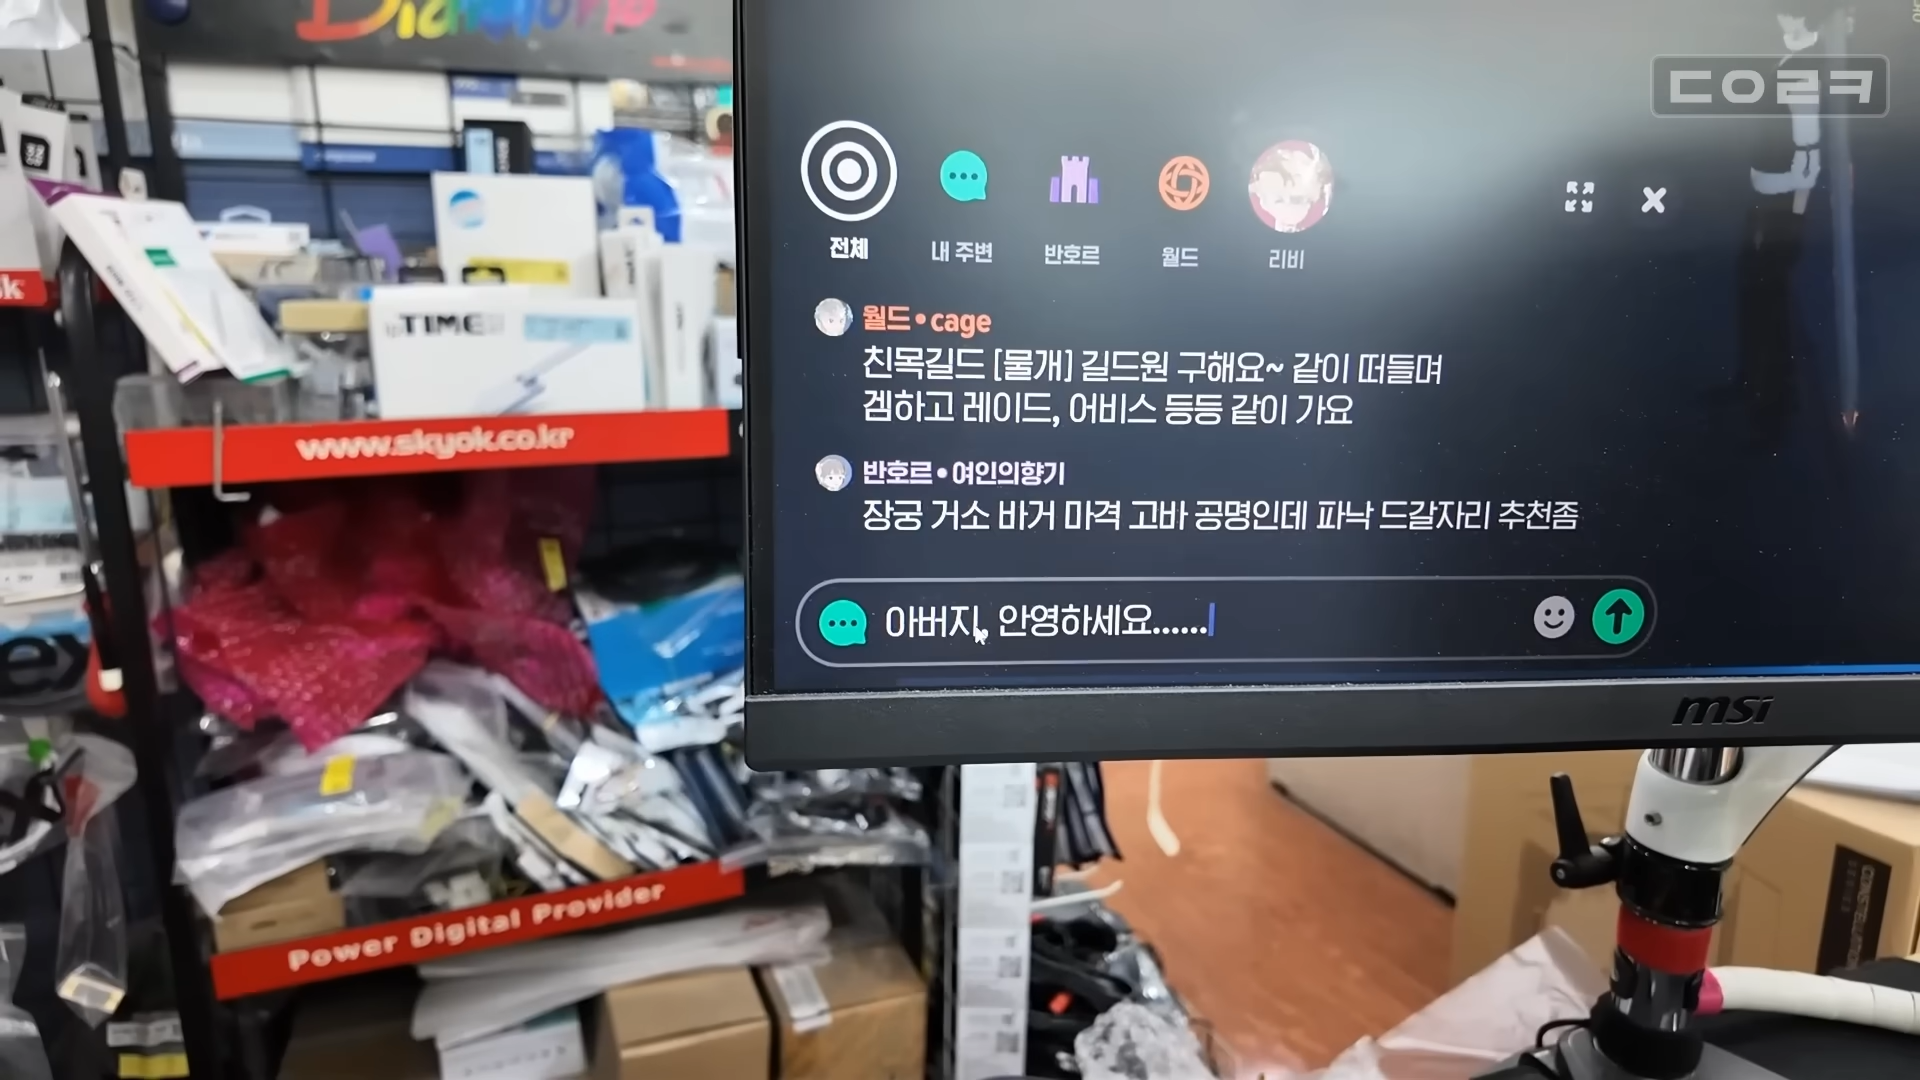 ㄷㅇㄹㅋ
전체
내 주변
반호르
월드
리비
월드 • cage
친목길드 [물개] 길드원 구해요~ 같이 떠들며
겜하고 레이드, 어비스 등등 같이 가요
반호르 • 여인의향기
장궁 거소 바거 마격 고바 공명인데 파낙 드갈자리 추천좀
아버지, 안영하세요......
msi
ipTIME
www.skyok.co.kr
Power Digital Provider